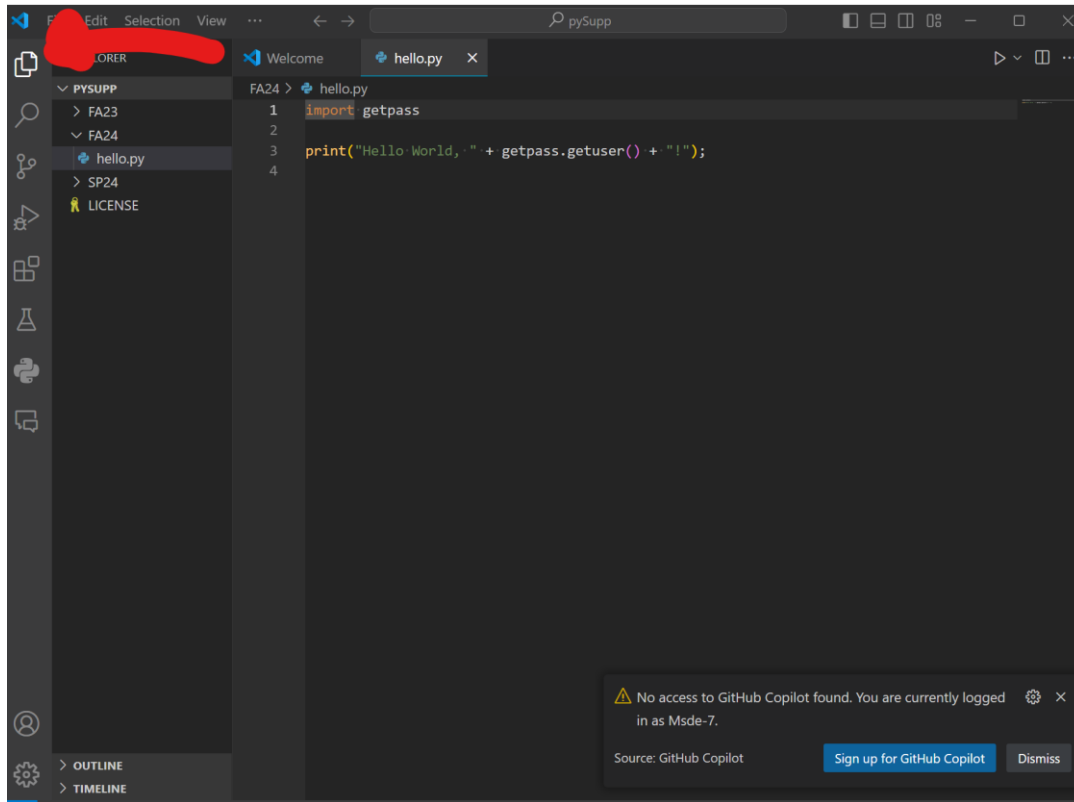 Edit Selection View ··· pySupp
Welcome hello.py
PYSUPP
FA23
FA24
hello.py
SP24
LICENSE
FA24 > hello.py
1 import getpass
2
3 print("Hello World, " + getpass.getuser() + "!");
4
No access to GitHub Copilot found. You are currently logged
in as Msde-7.
Source: GitHub Copilot Sign up for GitHub Copilot Dismiss
OUTLINE
TIMELINE